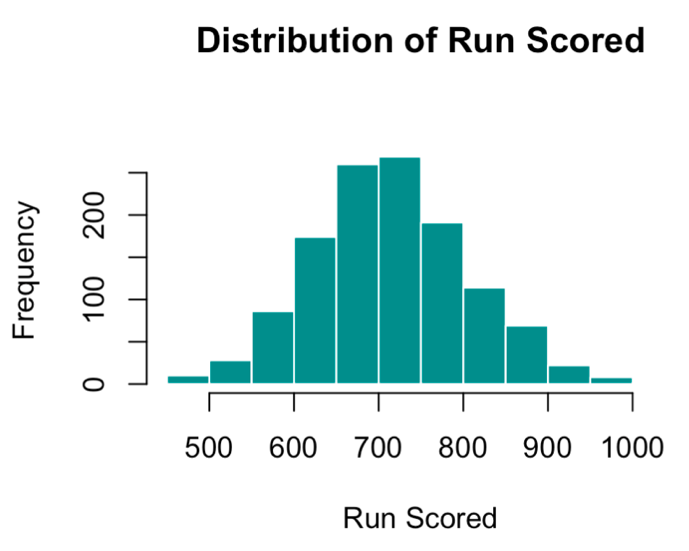 Distribution of Run Scored
Frequency
200
100
0
500 600 700 800 900 1000
Run Scored